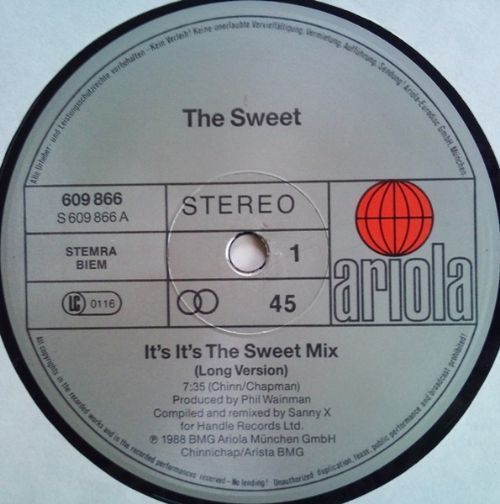 Alle Urheber- und Leistungsschutzrechte vorbehalten - Kein Verleih! Keine unerlaubte Vervielfältigung, Vermietung, Aufführung, Sendung! Ariola-Eurodisc GmbH, München.
The Sweet
609 866
S 609 866 A
STEREO
STEMRA
BIEM
1
LC 0116
45
ariola
It's It's The Sweet Mix
(Long Version)
7:35 (Chinn/Chapman)
Produced by Phil Wainman
Compiled and remixed by Sanny X
for Handle Records Ltd.
℗ 1988 BMG Ariola München GmbH
Chinnichap/Arista BMG
All copyrights in the recorded works and in the recorded performances reserved - No lending! Unauthorized duplication, lease, public performance and broadcast prohibited!